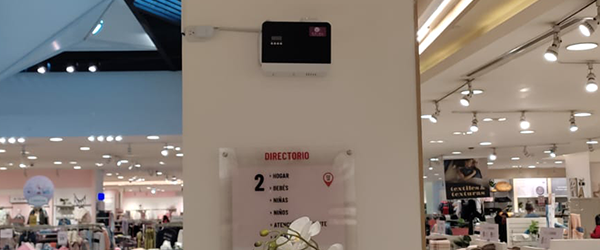 DIRECTORIO
2 • HOGAR
• BEBÉS
• NIÑAS
• NIÑOS
textiles &
texturas